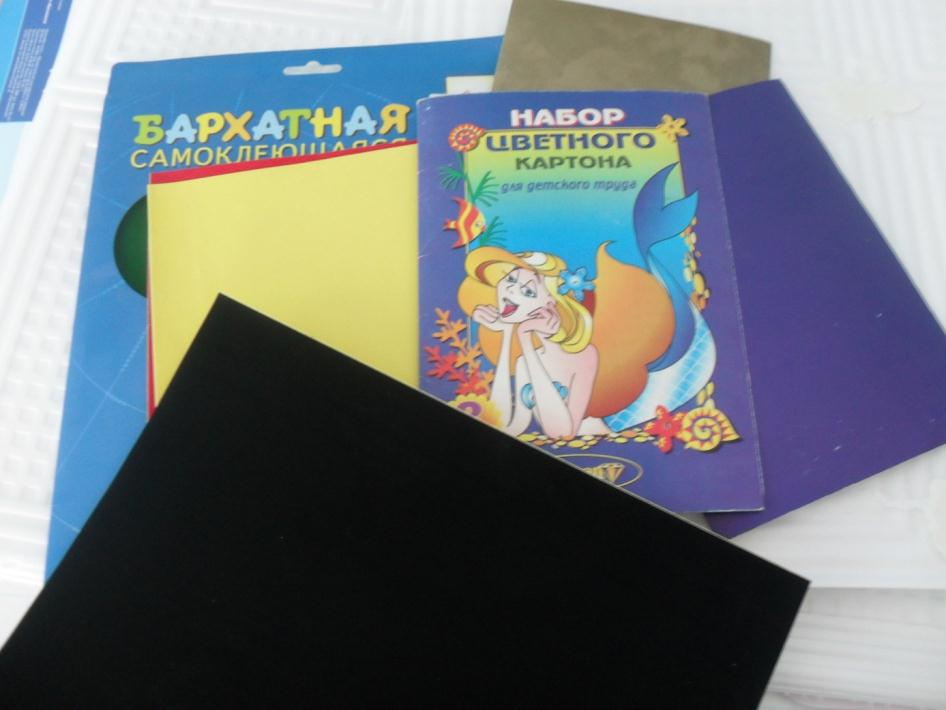 БАРХАТНАЯ
САМОКЛЕЮЩАЯСЯ
НАБОР
ЦВЕТНОГО
КАРТОНА
для детского труда